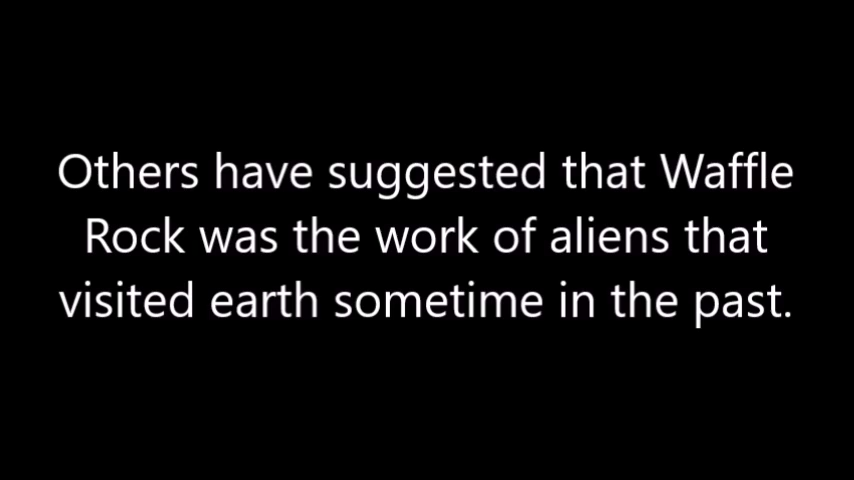 Others have suggested that Waffle
Rock was the work of aliens that
visited earth sometime in the past.